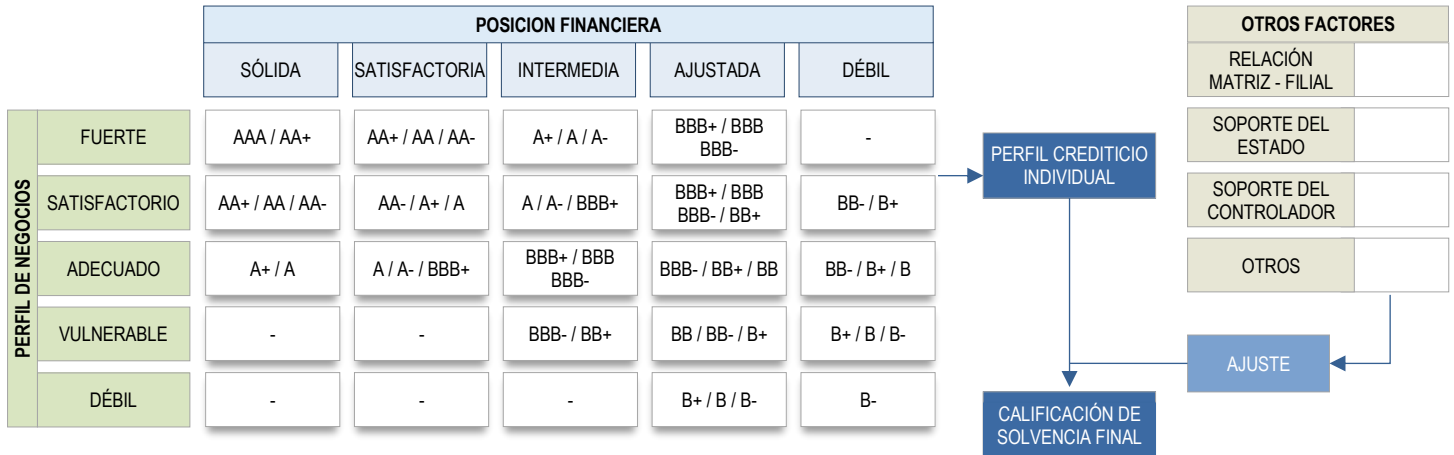 POSICION FINANCIERA
SÓLIDA
SATISFACTORIA
INTERMEDIA
AJUSTADA
DÉBIL
PERFIL DE NEGOCIOS
FUERTE
AAA / AA+
AA+ / AA / AA-
A+ / A / A-
BBB+ / BBB
BBB-
-
SATISFACTORIO
AA+ / AA / AA-
AA- / A+ / A
A / A- / BBB+
BBB+ / BBB
BBB- / BB+
BB- / B+
ADECUADO
A+ / A
A / A- / BBB+
BBB+ / BBB
BBB-
BBB- / BB+ / BB
BB- / B+ / B
VULNERABLE
-
-
BBB- / BB+
BB / BB- / B+
B+ / B / B-
DÉBIL
-
-
-
B+ / B / B-
B-
PERFIL CREDITICIO
INDIVIDUAL
CALIFICACIÓN DE
SOLVENCIA FINAL
OTROS FACTORES
RELACIÓN
MATRIZ - FILIAL
SOPORTE DEL
ESTADO
SOPORTE DEL
CONTROLADOR
OTROS
AJUSTE